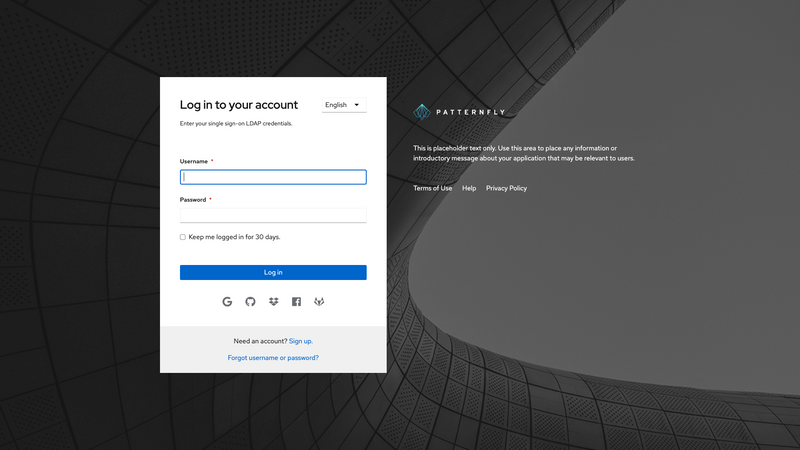 Log in to your account
English
Enter your single sign-on LDAP credentials.
Username *
Password *
Keep me logged in for 30 days.
Log in
Need an account? Sign up.
Forgot username or password?
PATTERNFLY
This is placeholder text only. Use this area to place any information or
introductory message about your application that may be relevant to users.
Terms of Use Help Privacy Policy